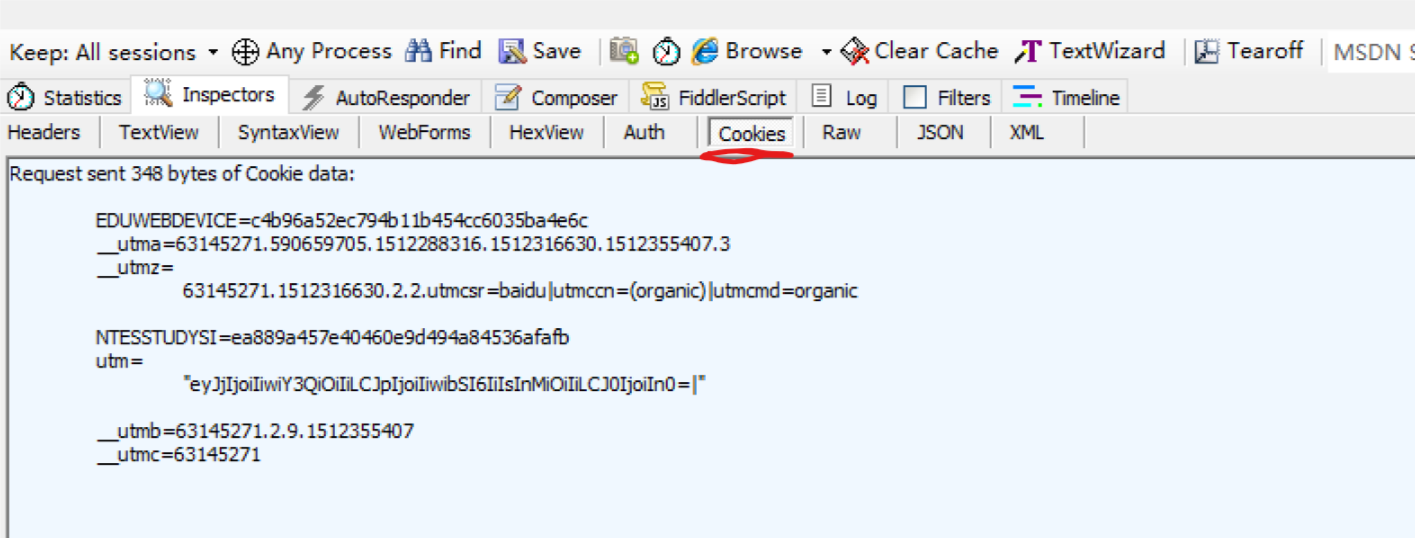 Keep: All sessions Any Process Find Save Browse Clear Cache TextWizard Tearoff MSDN S
Statistics Inspectors AutoResponder Composer FiddlerScript Log Filters Timeline
Headers TextView SyntaxView WebForms HexView Auth Cookies Raw JSON XML
Request sent 348 bytes of Cookie data:
EDUWEBDEVICE=c4b96a52ec794b11b454cc6035ba4e6c
__utma=63145271.590659705.1512288316.1512316630.1512355407.3
__utmz=
63145271.1512316630.2.2.utmcsr=baidu|utmccn=(organic)|utmcmd=organic
NTESSTUDYSI=ea889a457e40460e9d494a84536afafb
utm=
"eyJjIjoiIiwiY3QiOiIiLCJpIjoiIiwibSI6IiIsInMiOiIiLCJ0IjoiIn0=|"
__utmb=63145271.2.9.1512355407
__utmc=63145271